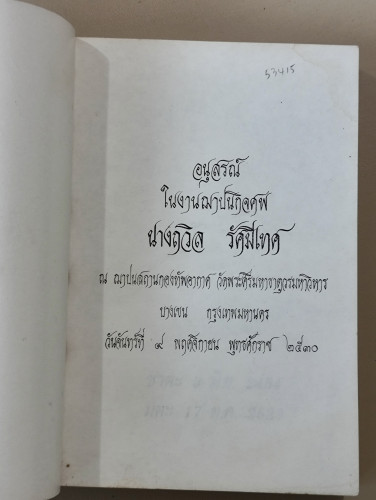 53415
อนุสรณ์
ในงานฌาปนกิจศพ
นางถวิล รัศมีเทศ
ณ ฌาปนสถานกองทัพอากาศ วัดพระศรีมหาธาตุวรมหาวิหาร
บางเขน กรุงเทพมหานคร
วันจันทร์ที่ ๙ พฤศจิกายน พุทธศักราช ๒๕๓๐